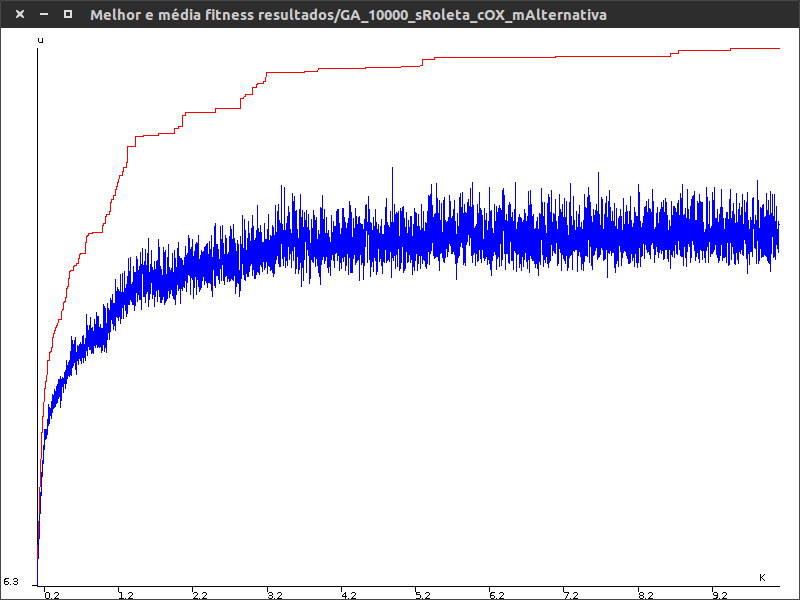 Melhor e média fitness resultados/GA_10000_sRoleta_cOX_mAlternativa
u
6.3
K
0.2 1.2 2.2 3.2 4.2 5.2 6.2 7.2 8.2 9.2